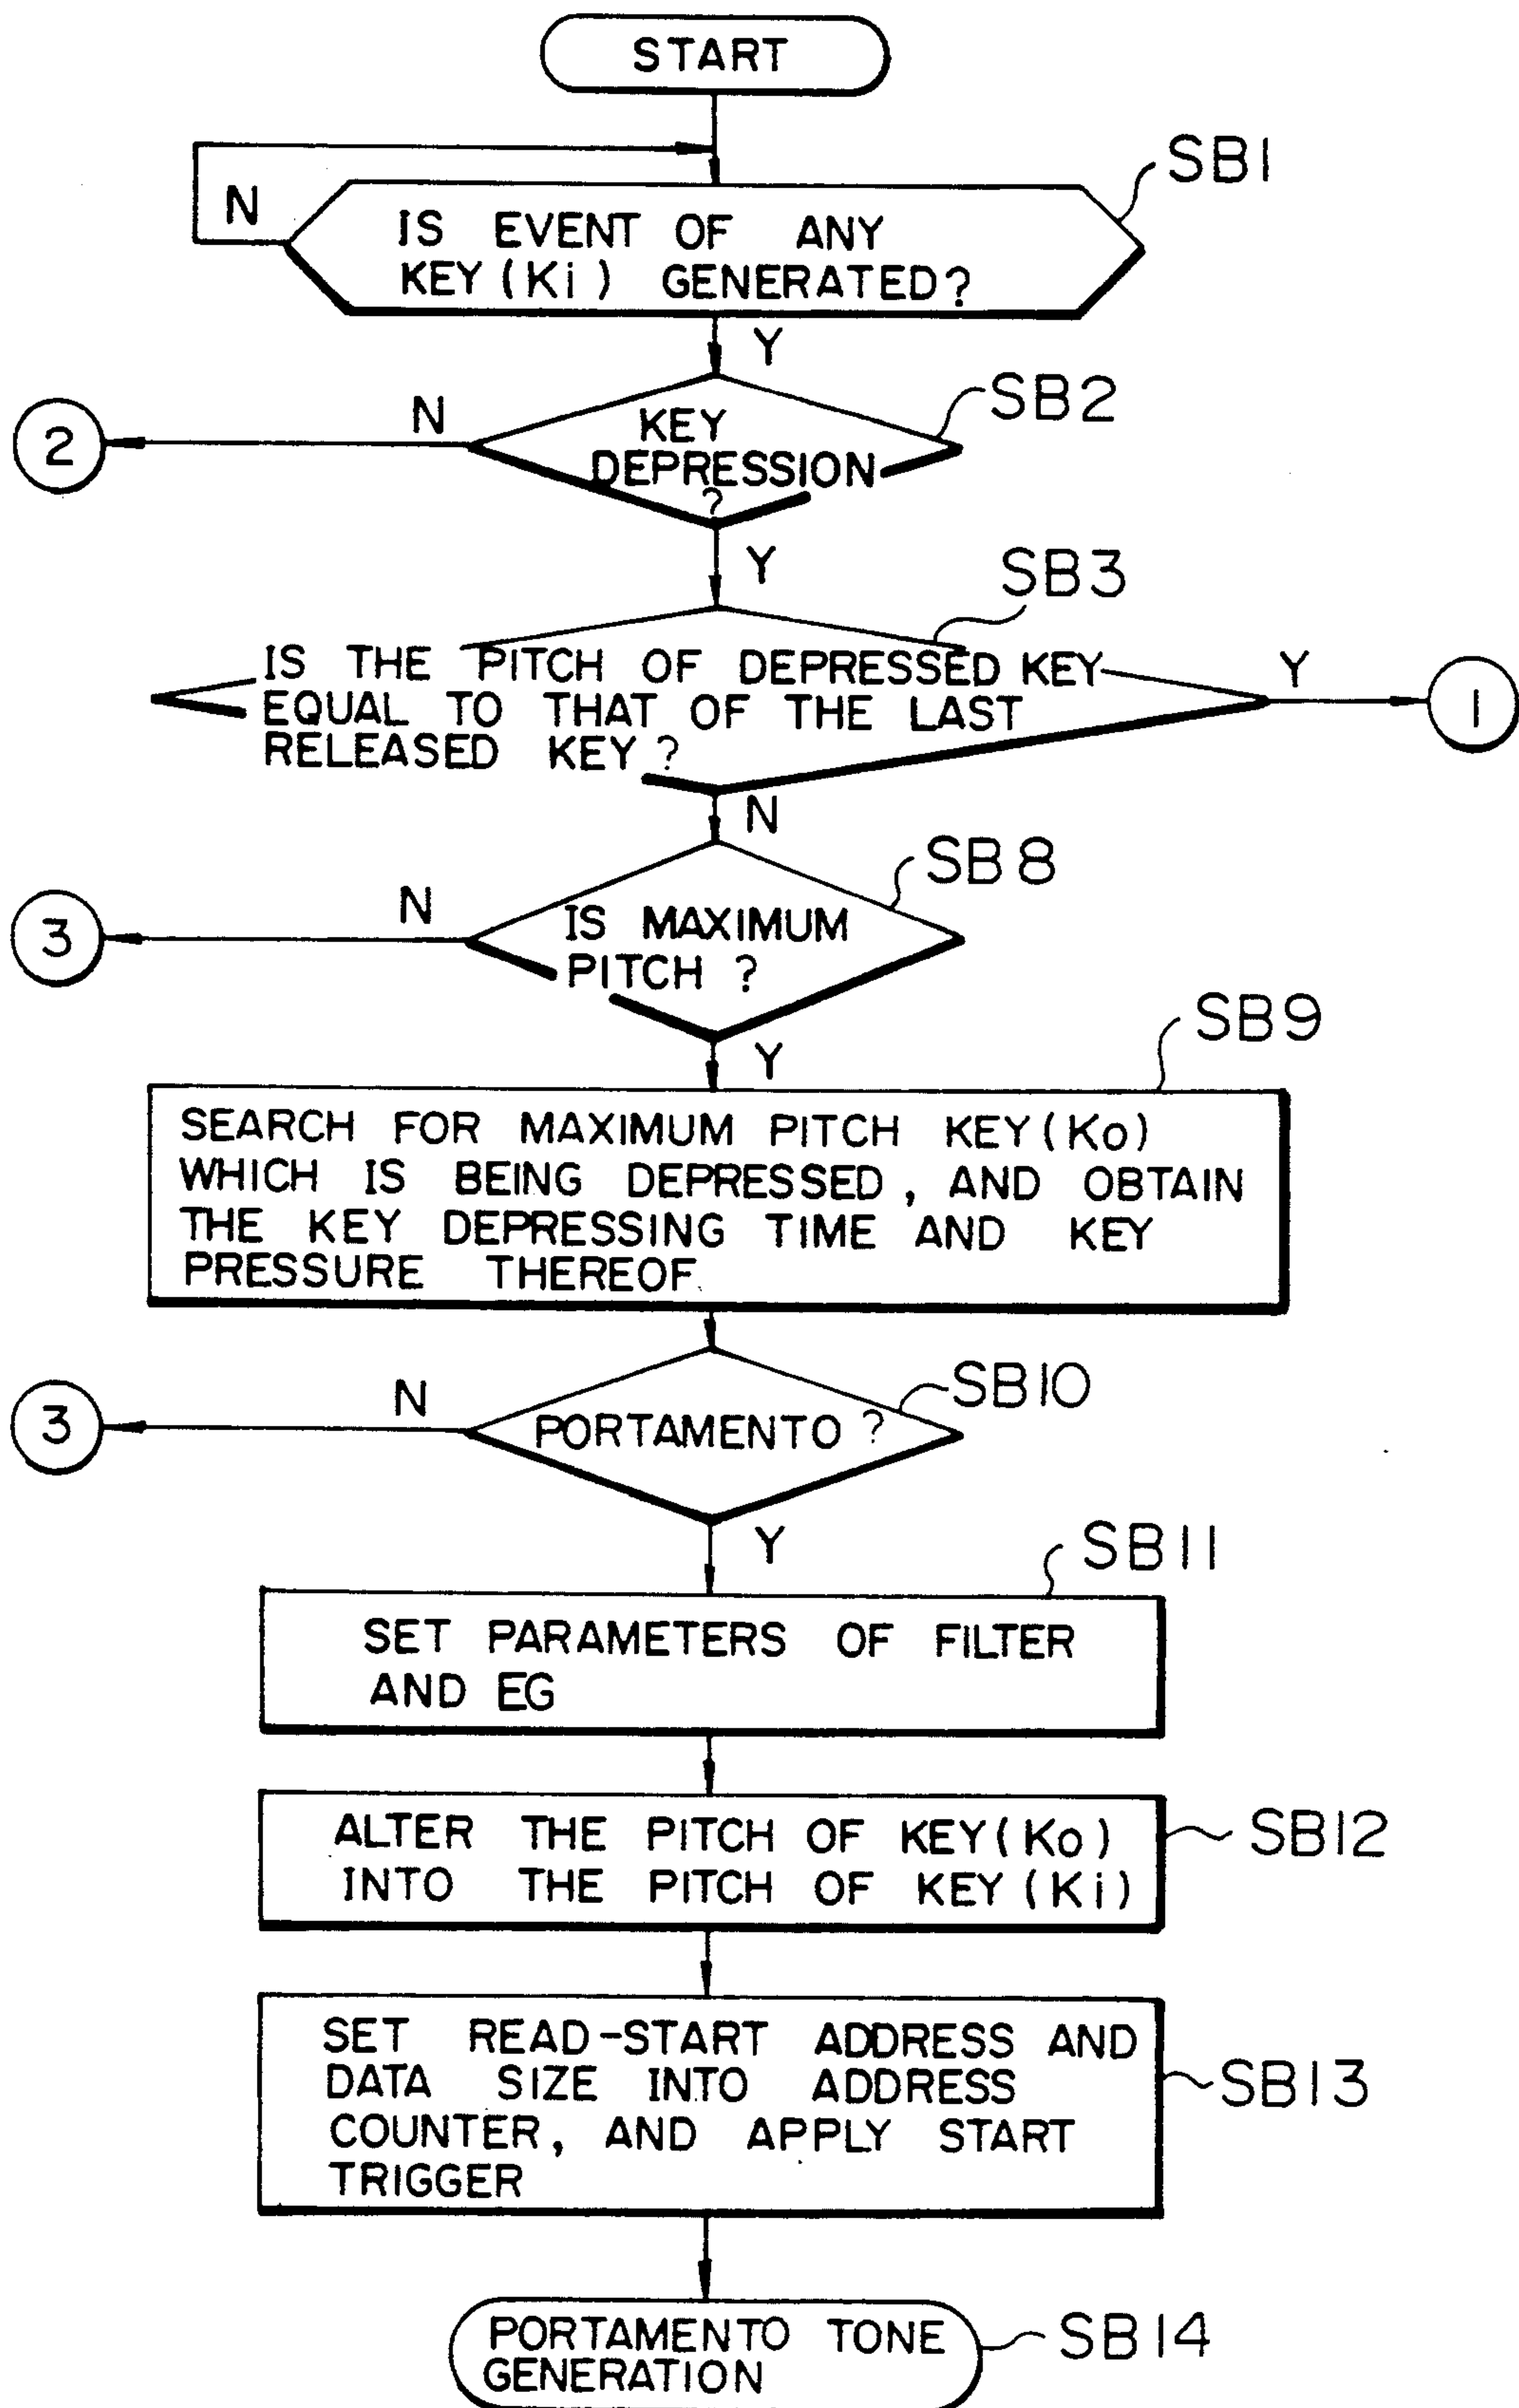 START
SB1
N
IS EVENT OF ANY
KEY (Ki) GENERATED?
Y
SB2
N
2
KEY
DEPRESSION
?
Y
SB3
IS THE PITCH OF DEPRESSED KEY
EQUAL TO THAT OF THE LAST
RELEASED KEY?
Y
1
N
SB8
N
3
IS MAXIMUM
PITCH ?
Y
SB9
SEARCH FOR MAXIMUM PITCH KEY (Ko)
WHICH IS BEING DEPRESSED, AND OBTAIN
THE KEY DEPRESSING TIME AND KEY
PRESSURE THEREOF
SB10
N
3
PORTAMENTO ?
Y
SB11
SET PARAMETERS OF FILTER
AND EG
ALTER THE PITCH OF KEY (Ko)
INTO THE PITCH OF KEY (Ki)
SB12
SET READ-START ADDRESS AND
DATA SIZE INTO ADDRESS
COUNTER, AND APPLY START
TRIGGER
SB13
PORTAMENTO TONE
GENERATION
SB14